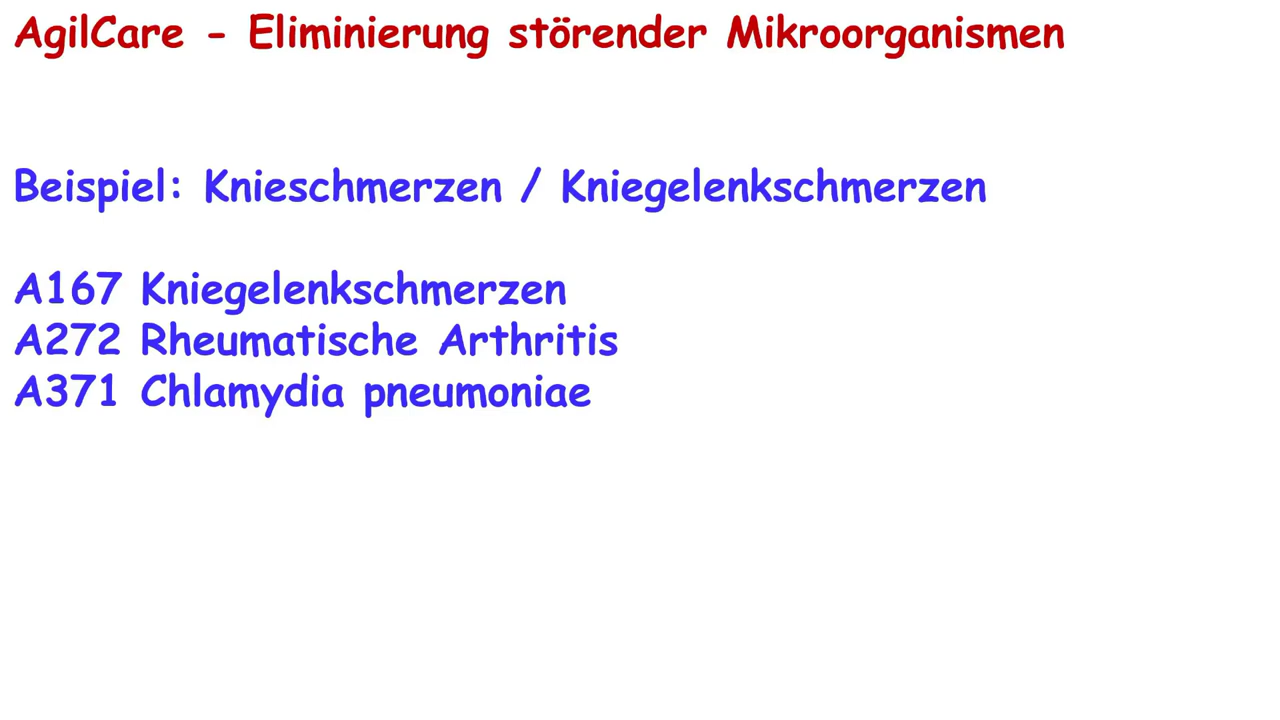 AgilCare - Eliminierung störender Mikroorganismen
Beispiel: Knieschmerzen / Kniegelenkschmerzen
A167 Kniegelenkschmerzen
A272 Rheumatische Arthritis
A371 Chlamydia pneumoniae